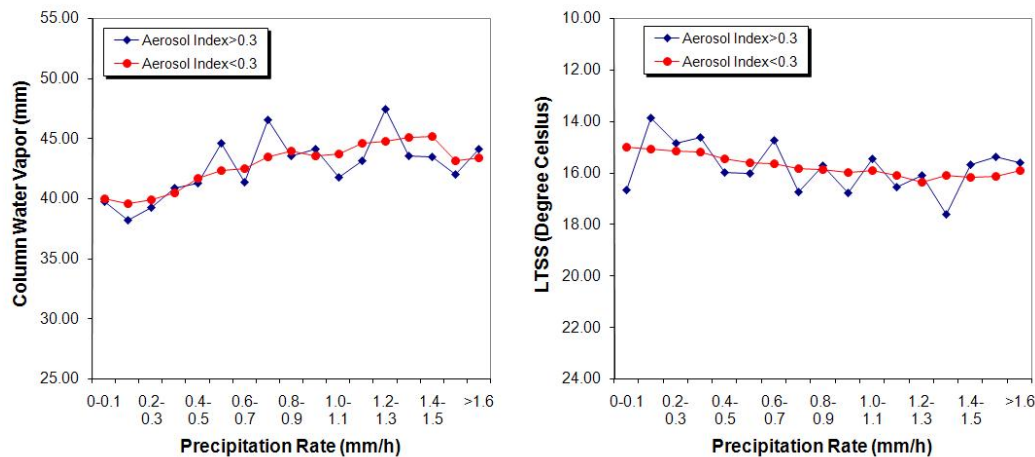 55.00
50.00
45.00
40.00
35.00
30.00
25.00
Column Water Vapor (mm)
Aerosol Index>0.3
Aerosol Index<0.3
0-0.1 0.2-0.3 0.4-0.5 0.6-0.7 0.8-0.9 1.0-1.1 1.2-1.3 1.4-1.5 >1.6
Precipitation Rate (mm/h)
10.00
12.00
14.00
16.00
18.00
20.00
22.00
24.00
LTSS (Degree Celslus)
Aerosol Index>0.3
Aerosol Index<0.3
0-0.1 0.2-0.3 0.4-0.5 0.6-0.7 0.8-0.9 1.0-1.1 1.2-1.3 1.4-1.5 >1.6
Precipitation Rate (mm/h)